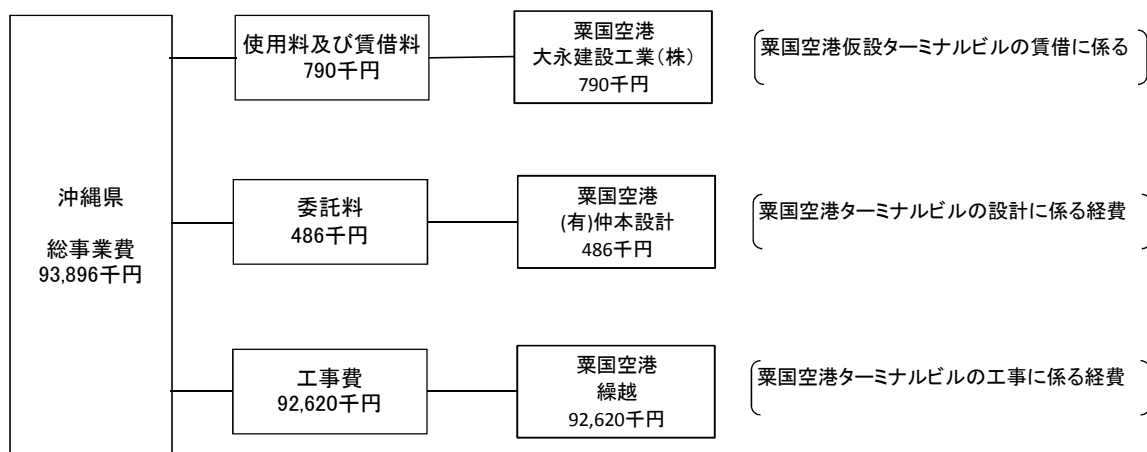 沖縄県
総事業費
93,896千円
使用料及び賃借料
790千円
粟国空港
大永建設工業(株)
790千円
粟国空港仮設ターミナルビルの賃借に係る
委託料
486千円
粟国空港
(有)仲本設計
486千円
粟国空港ターミナルビルの設計に係る経費
工事費
92,620千円
粟国空港
繰越
92,620千円
粟国空港ターミナルビルの工事に係る経費